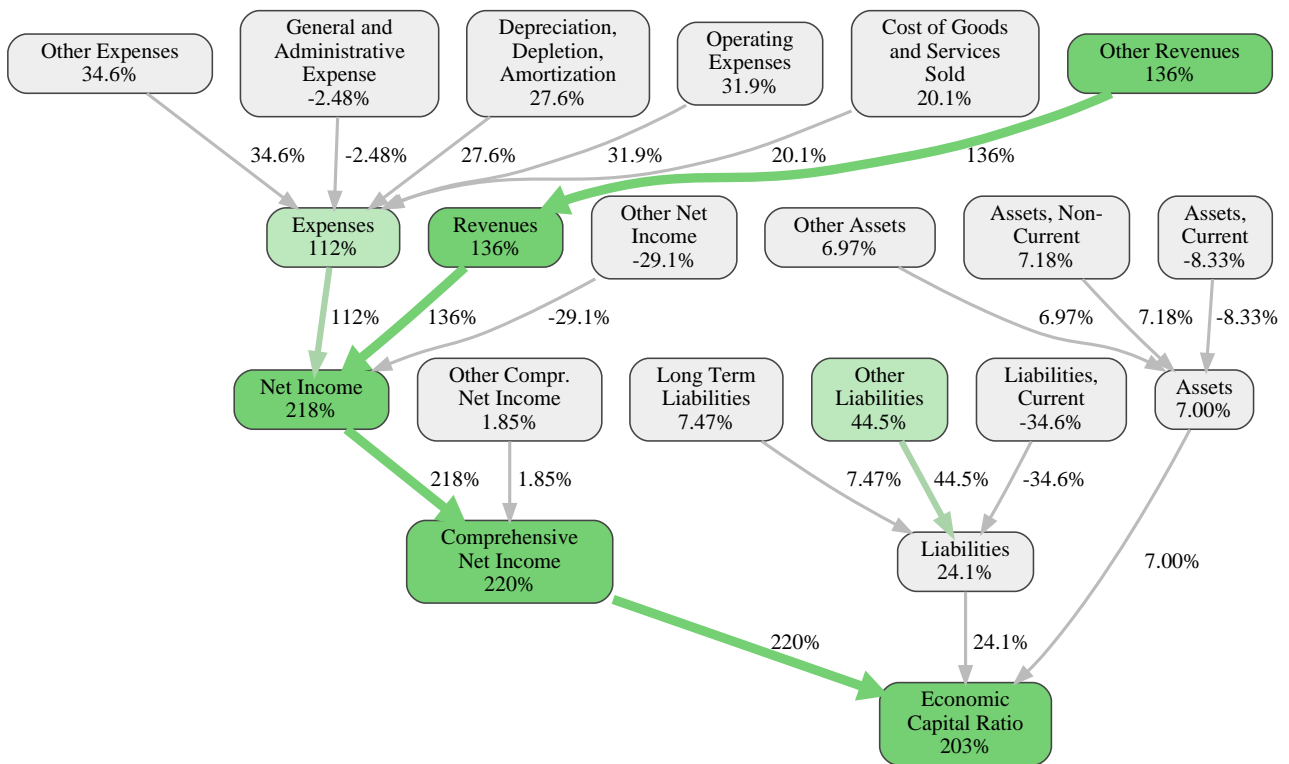 Other Expenses
34.6%
General and
Administrative
Expense
-2.48%
Depreciation,
Depletion,
Amortization
27.6%
Operating
Expenses
31.9%
Cost of Goods
and Services
Sold
20.1%
Other Revenues
136%
34.6%
-2.48%
27.6%
31.9%
20.1%
136%
Expenses
112%
Revenues
136%
Other Net
Income
-29.1%
Other Assets
6.97%
Assets, Non-
Current
7.18%
Assets,
Current
-8.33%
112%
136%
-29.1%
6.97%
7.18%
-8.33%
Net Income
218%
Other Compr.
Net Income
1.85%
Long Term
Liabilities
7.47%
Other
Liabilities
44.5%
Liabilities,
Current
-34.6%
Assets
7.00%
218%
1.85%
7.47%
44.5%
-34.6%
Comprehensive
Net Income
220%
Liabilities
24.1%
7.00%
220%
24.1%
Economic
Capital Ratio
203%